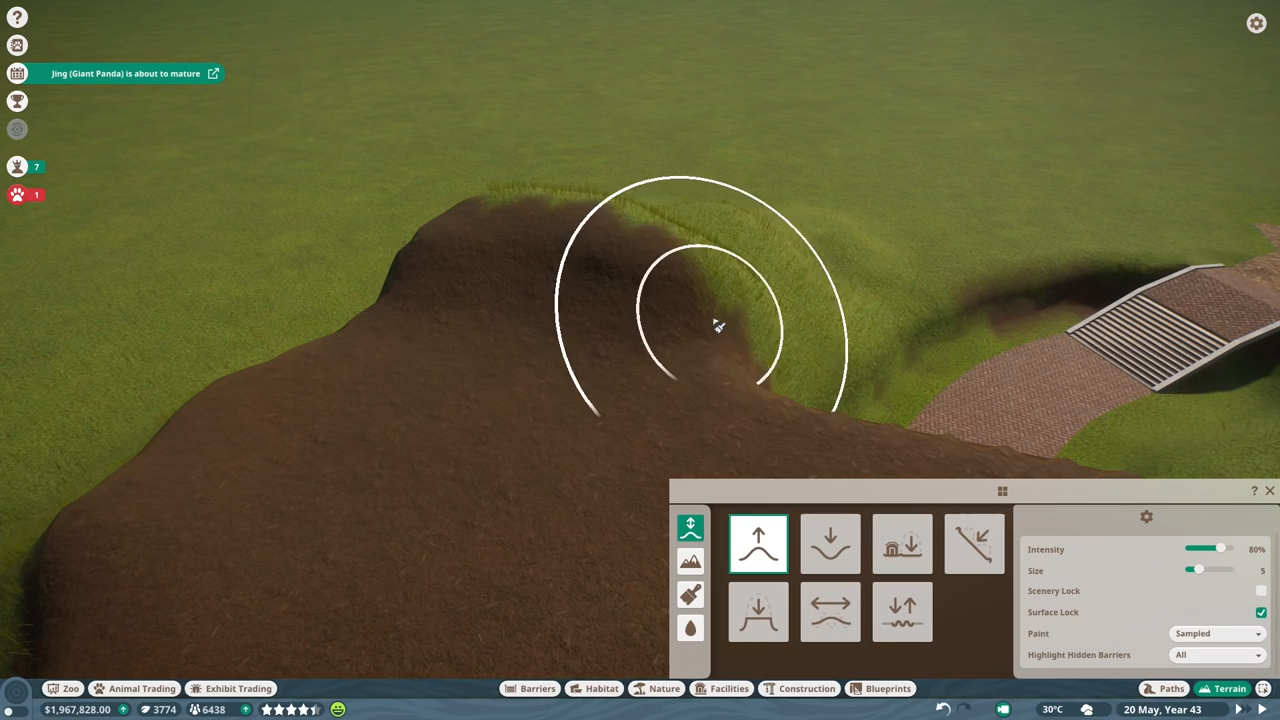 ?
Jing (Giant Panda) is about to mature
7
1
?
Intensity 80%
Size 5
Scenery Lock
Surface Lock
Paint Sampled
Highlight Hidden Barriers All
Zoo Animal Trading Exhibit Trading Barriers Habitat Nature Facilities Construction Blueprints Paths Terrain
$1,967,828.00 3774 6438 30°C 20 May, Year 43